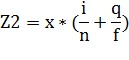 Z2 = x * (i/n + q/f)